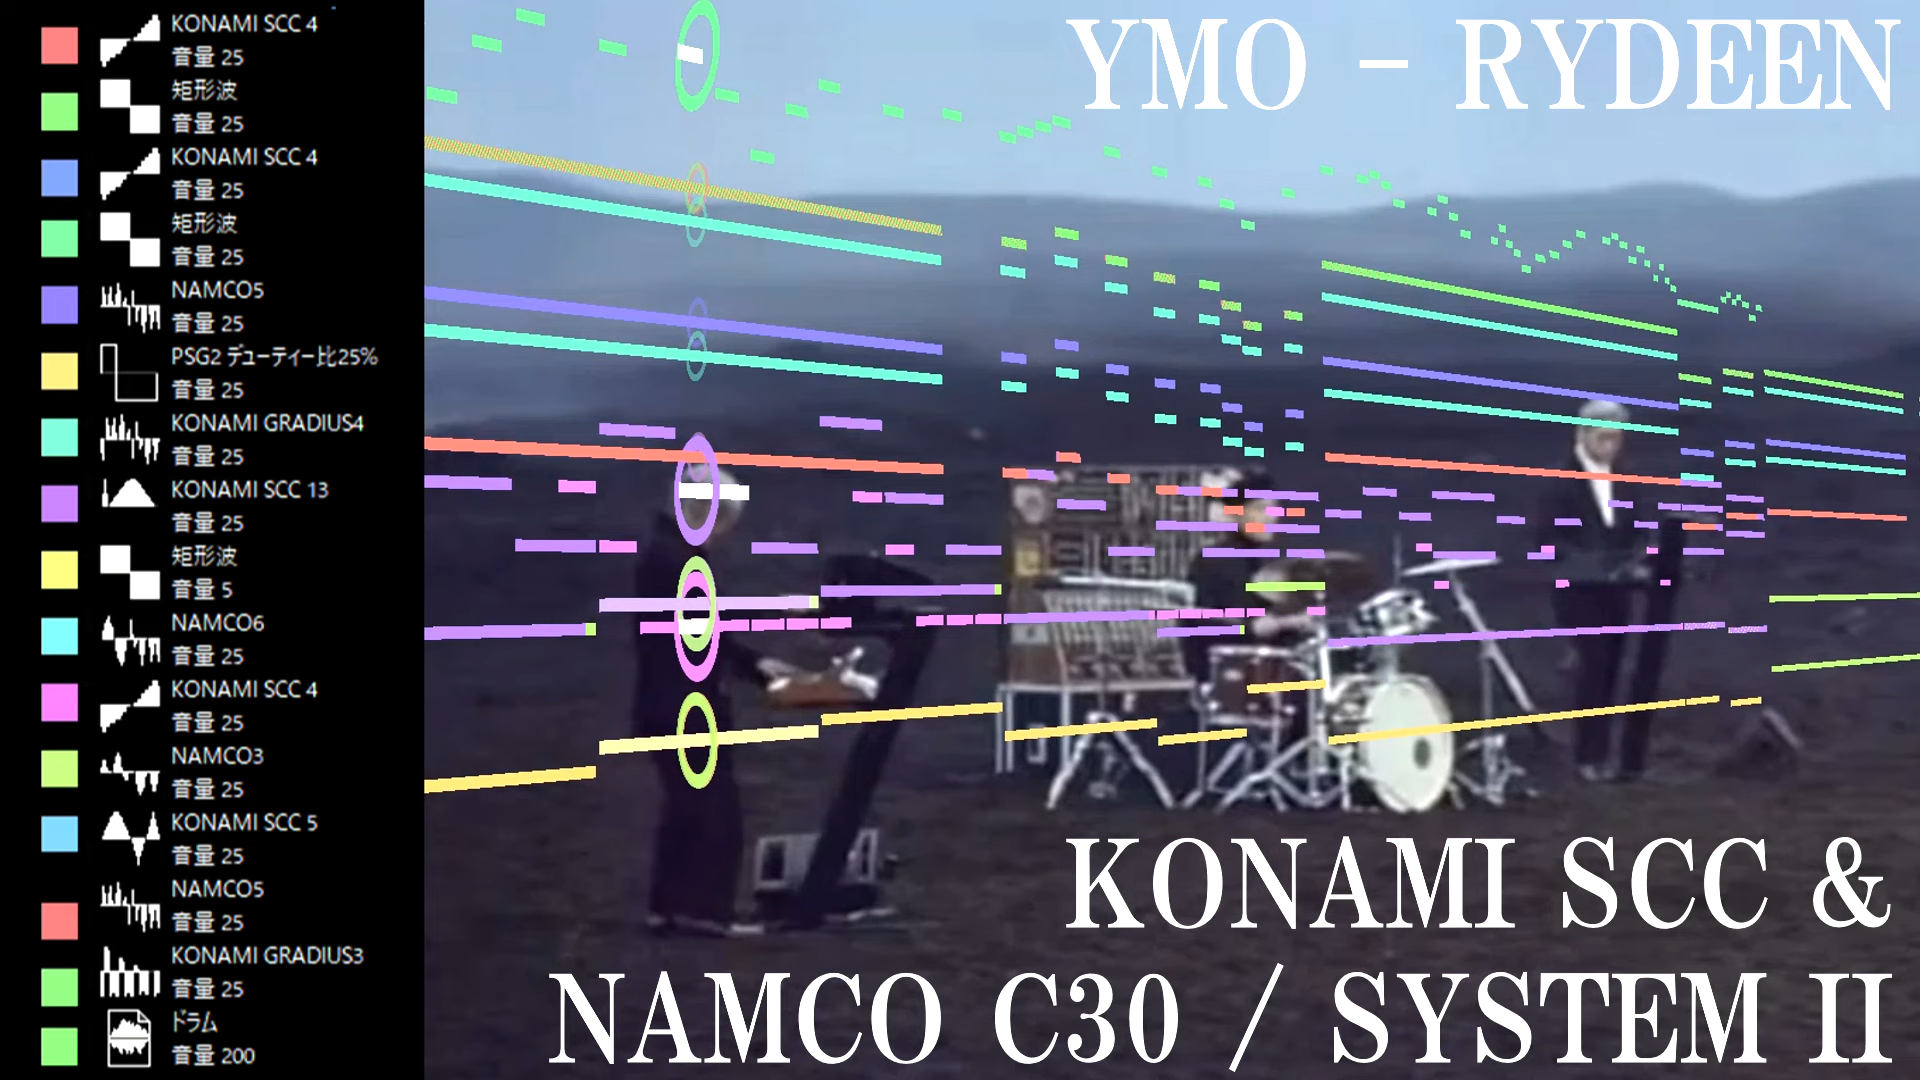 KONAMI SCC 4
音量 25
矩形波
音量 25
KONAMI SCC 4
音量 25
矩形波
音量 25
NAMCO5
音量 25
PSG2 デューティー比25%
音量 25
KONAMI GRADIUS4
音量 25
KONAMI SCC 13
音量 25
矩形波
音量 5
NAMCO6
音量 25
KONAMI SCC 4
音量 25
NAMCO3
音量 25
KONAMI SCC 5
音量 25
NAMCO5
音量 25
KONAMI GRADIUS3
音量 25
ドラム
音量 200
YMO - RYDEEN
KONAMI SCC &
NAMCO C30 / SYSTEM II